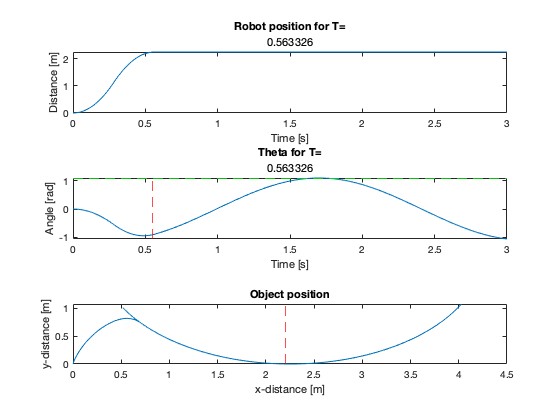 Robot position for T=
0.563326
Distance [m]
2
1
0
0 0.5 1 1.5 2 2.5 3
Time [s]
Theta for T=
0.563326
Angle [rad]
1
0
-1
0 0.5 1 1.5 2 2.5 3
Time [s]
Object position
y-distance [m]
1
0.5
0
0 0.5 1 1.5 2 2.5 3 3.5 4 4.5
x-distance [m]